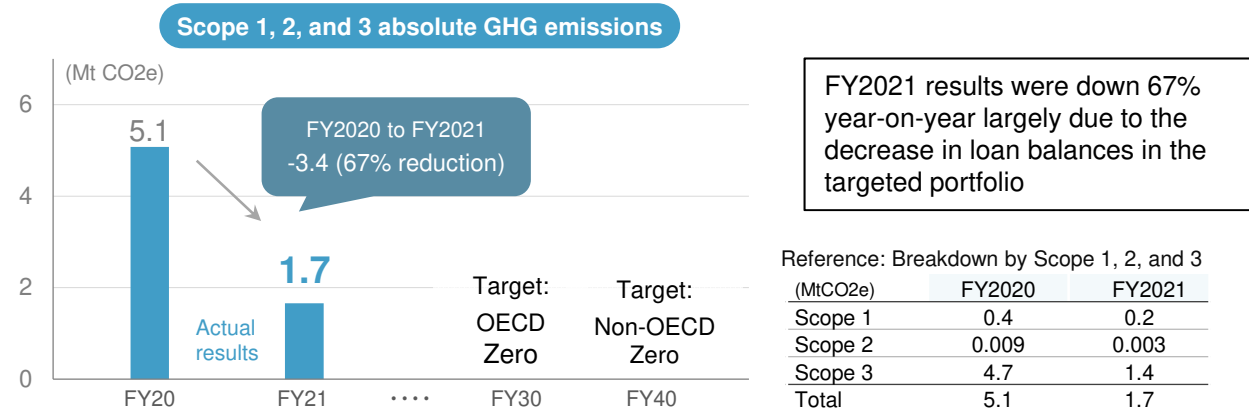 Scope 1, 2, and 3 absolute GHG emissions
(Mt CO2e)
6
4
2
0
5.1
FY2020 to FY2021
-3.4 (67% reduction)
1.7
Actual
results
Target:
OECD
Zero
Target:
Non-OECD
Zero
FY20 FY21 ···· FY30 FY40
FY2021 results were down 67%
year-on-year largely due to the
decrease in loan balances in the
targeted portfolio
Reference: Breakdown by Scope 1, 2, and 3
(MtCO2e) FY2020 FY2021
Scope 1 0.4 0.2
Scope 2 0.009 0.003
Scope 3 4.7 1.4
Total 5.1 1.7